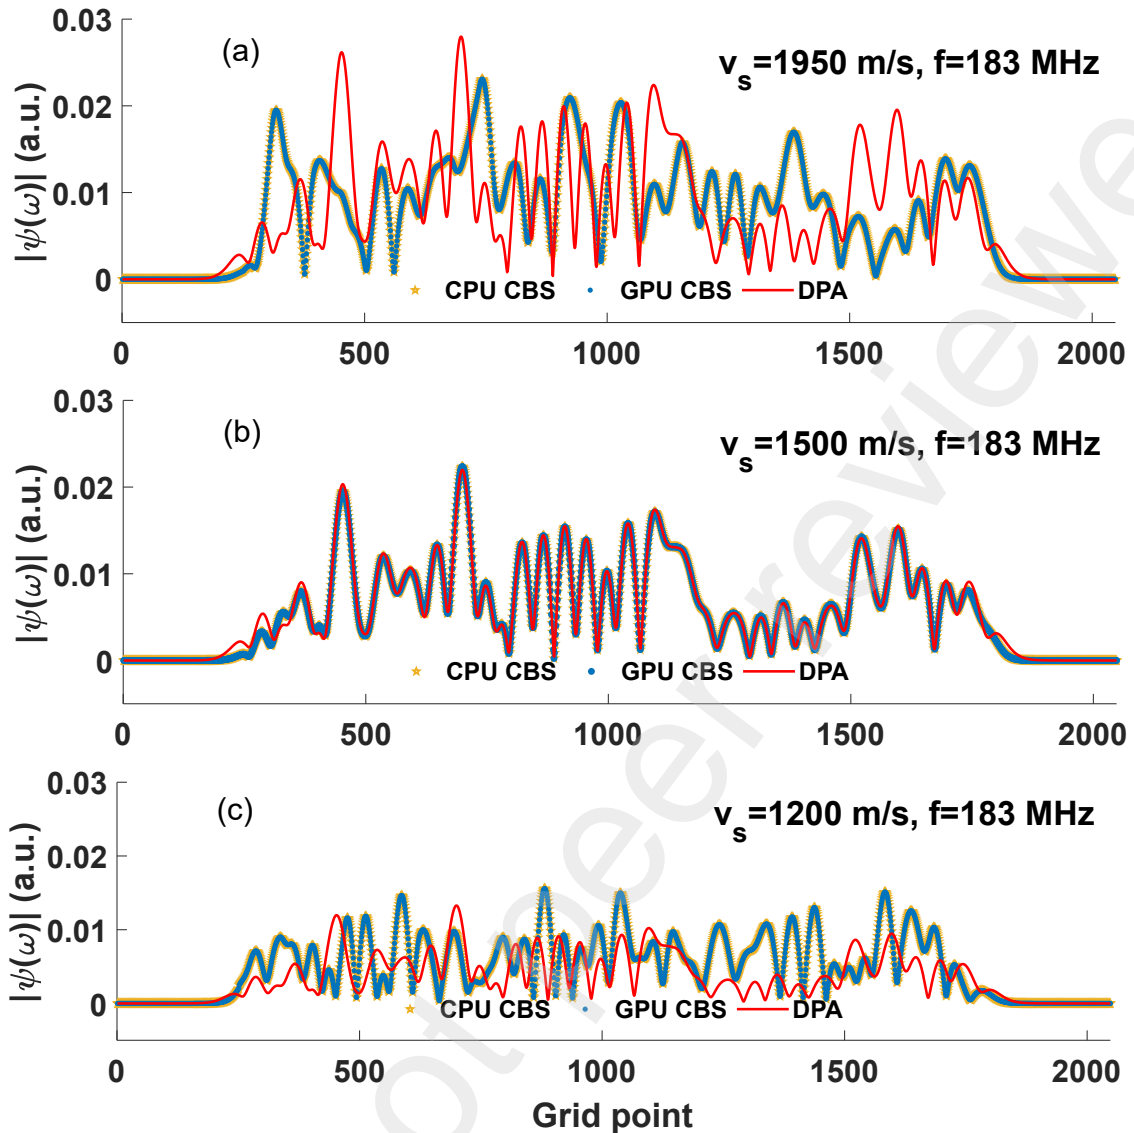 0.03
(a)
v_s=1950 m/s, f=183 MHz
0.02
|ψ(ω)| (a.u.)
0.01
0
CPU CBS GPU CBS DPA
0 500 1000 1500 2000
0.03
(b)
v_s=1500 m/s, f=183 MHz
0.02
|ψ(ω)| (a.u.)
0.01
0
CPU CBS GPU CBS DPA
0 500 1000 1500 2000
0.03
(c)
v_s=1200 m/s, f=183 MHz
0.02
|ψ(ω)| (a.u.)
0.01
0
CPU CBS GPU CBS DPA
0 500 1000 1500 2000
Grid point
ot peer reviewe